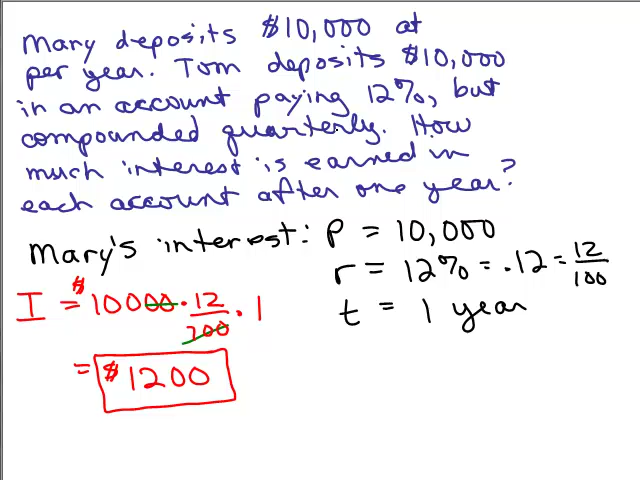 Mary deposits $10,000 at
per year. Tom deposits $10,000
in an account paying 12%, but
compounded quarterly. How
much interest is earned in
each account after one year?
Mary's interest: P = 10,000
r = 12% = .12 = 12/100
I = $10000 · 12/100 · 1
t = 1 year
= $1200